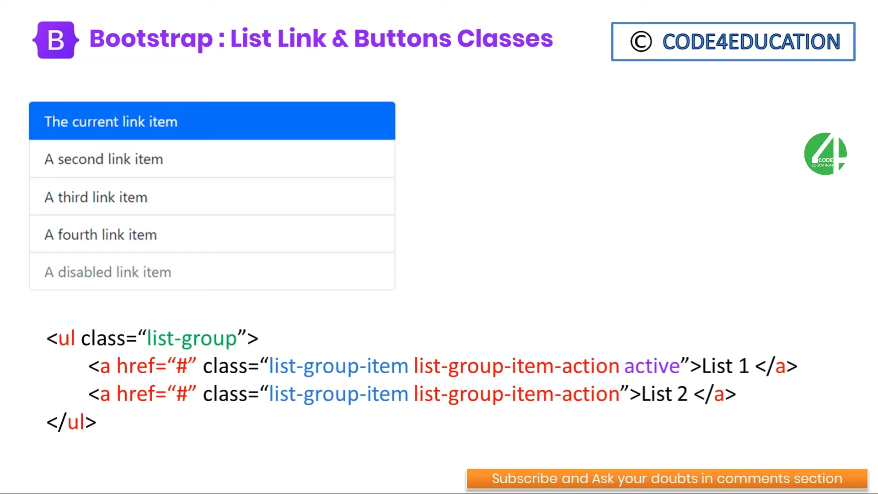 B Bootstrap : List Link & Buttons Classes
© CODE4EDUCATION
The current link item
4 CODE EDUCATION
A second link item
A third link item
A fourth link item
A disabled link item
<ul class=“list-group”>
<a href=“#” class=“list-group-item list-group-item-action active”>List 1 </a>
<a href=“#” class=“list-group-item list-group-item-action”>List 2 </a>
</ul>
Subscribe and Ask your doubts in comments section